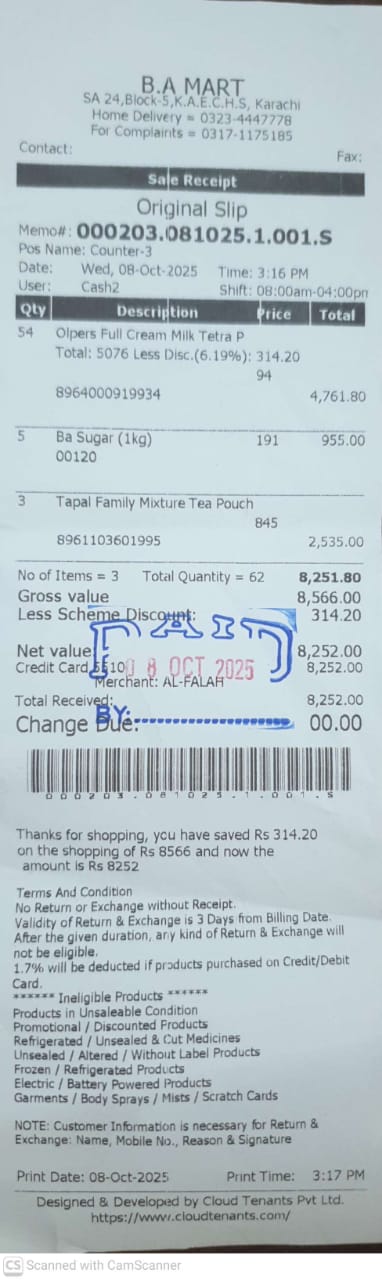 B.A MART
SA 24,Block-5,K.A.E.C.H.S, Karachi
Home Delivery = 0323-4447778
For Complaints = 0317-1175185
Contact:
Fax:
Sale Receipt
Original Slip
Memo#: 000203.081025.1.001.S
Pos Name: Counter-3
Date: Wed, 08-Oct-2025 Time: 3:16 PM
User: Cash2 Shift: 08:00am-04:00pm
Qty Description Price Total
54 Olpers Full Cream Milk Tetra P
Total: 5076 Less Disc.(6.19%): 314.20
94
8964000919934 4,761.80
5 Ba Sugar (1kg) 191 955.00
00120
3 Tapal Family Mixture Tea Pouch
845
8961103601995 2,535.00
No of Items = 3 Total Quantity = 62 8,251.80
Gross value 8,566.00
Less Scheme Discount: 314.20
PAID
Net value: 8,252.00
Credit Card 5510 8,252.00
08 OCT 2025
Merchant: AL-FALAH
Total Received: 8,252.00
BY:
Change Due: 00.00
000203.081025.1.001.S
Thanks for shopping, you have saved Rs 314.20
on the shopping of Rs 8566 and now the
amount is Rs 8252
Terms And Condition
No Return or Exchange without Receipt.
Validity of Return & Exchange is 3 Days from Billing Date.
After the given duration, any kind of Return & Exchange will
not be eligible.
1.7% will be deducted if products purchased on Credit/Debit
Card.
****** Ineligible Products ******
Products in Unsaleable Condition
Promotional / Discounted Products
Refrigerated / Unsealed & Cut Medicines
Unsealed / Altered / Without Label Products
Frozen / Refrigerated Products
Electric / Battery Powered Products
Garments / Body Sprays / Mists / Scratch Cards
NOTE: Customer Information is necessary for Return &
Exchange: Name, Mobile No., Reason & Signature
Print Date: 08-Oct-2025 Print Time: 3:17 PM
Designed & Developed by Cloud Tenants Pvt Ltd.
https://www.cloudtenants.com/
CS Scanned with CamScanner